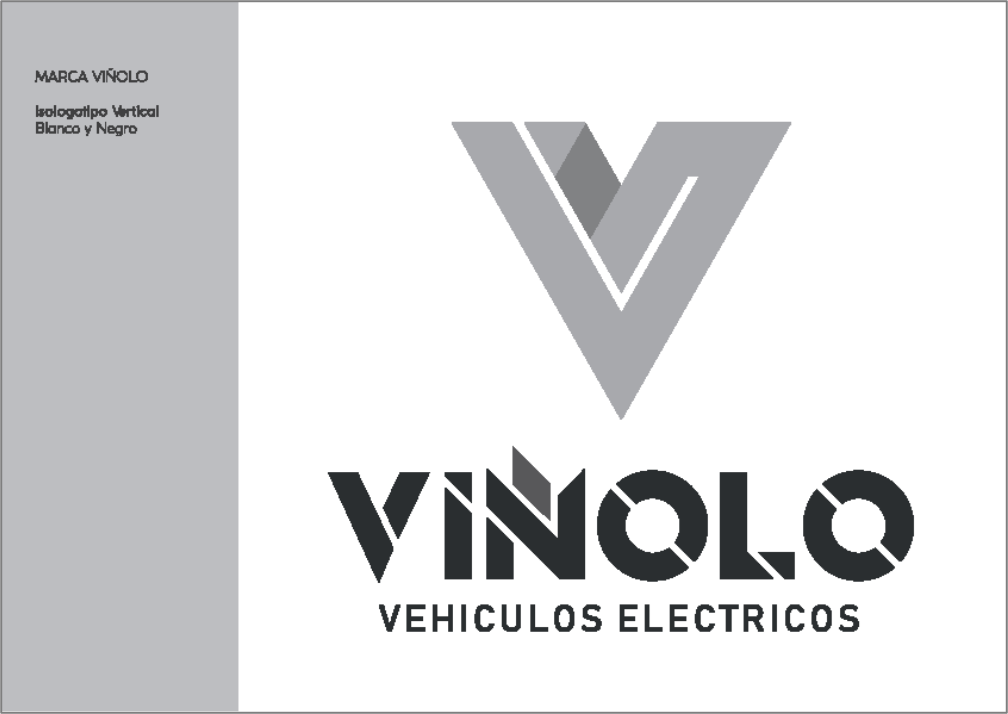 MARCA VIÑOLO
Isologotipo Vertical
Blanco y Negro
VIÑOLO
VEHICULOS ELECTRICOS